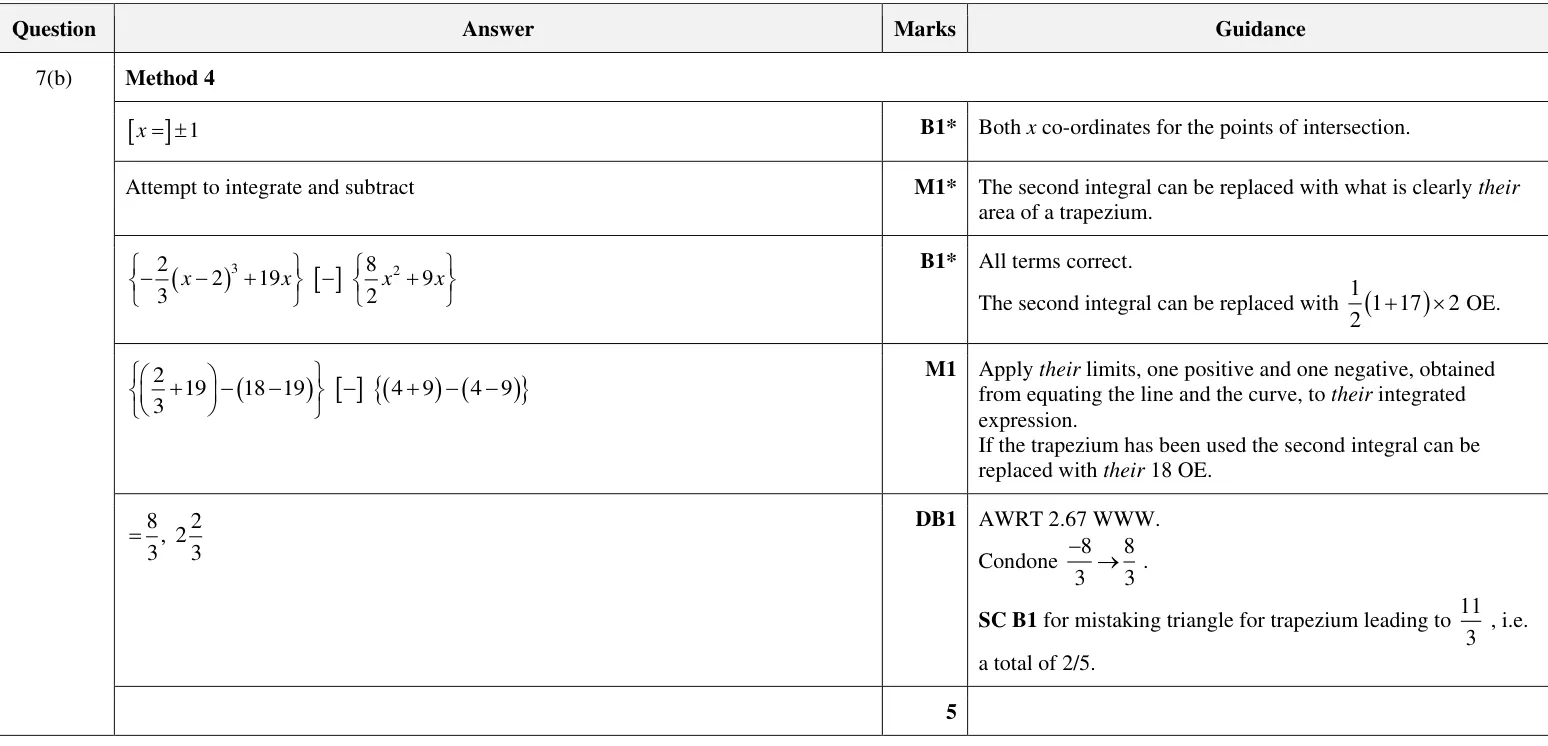 Question Answer Marks Guidance
7(b) Method 4
[x =] ± 1 B1* Both x co-ordinates for the points of intersection.
Attempt to integrate and subtract M1* The second integral can be replaced with what is clearly their
area of a trapezium.
{−2/3(x − 2)³ + 19x} [−] {8/2x² + 9x} B1* All terms correct.
The second integral can be replaced with 1/2(1 + 17) × 2 OE.
{(2/3 + 19) − (18 − 19)} [−] {(4 + 9) − (4 − 9)} M1 Apply their limits, one positive and one negative, obtained
from equating the line and the curve, to their integrated
expression.
If the trapezium has been used the second integral can be
replaced with their 18 OE.
= 8/3, 2 2/3 DB1 AWRT 2.67 WWW.
Condone −8/3 → 8/3 .
SC B1 for mistaking triangle for trapezium leading to 11/3 , i.e.
a total of 2/5.
5